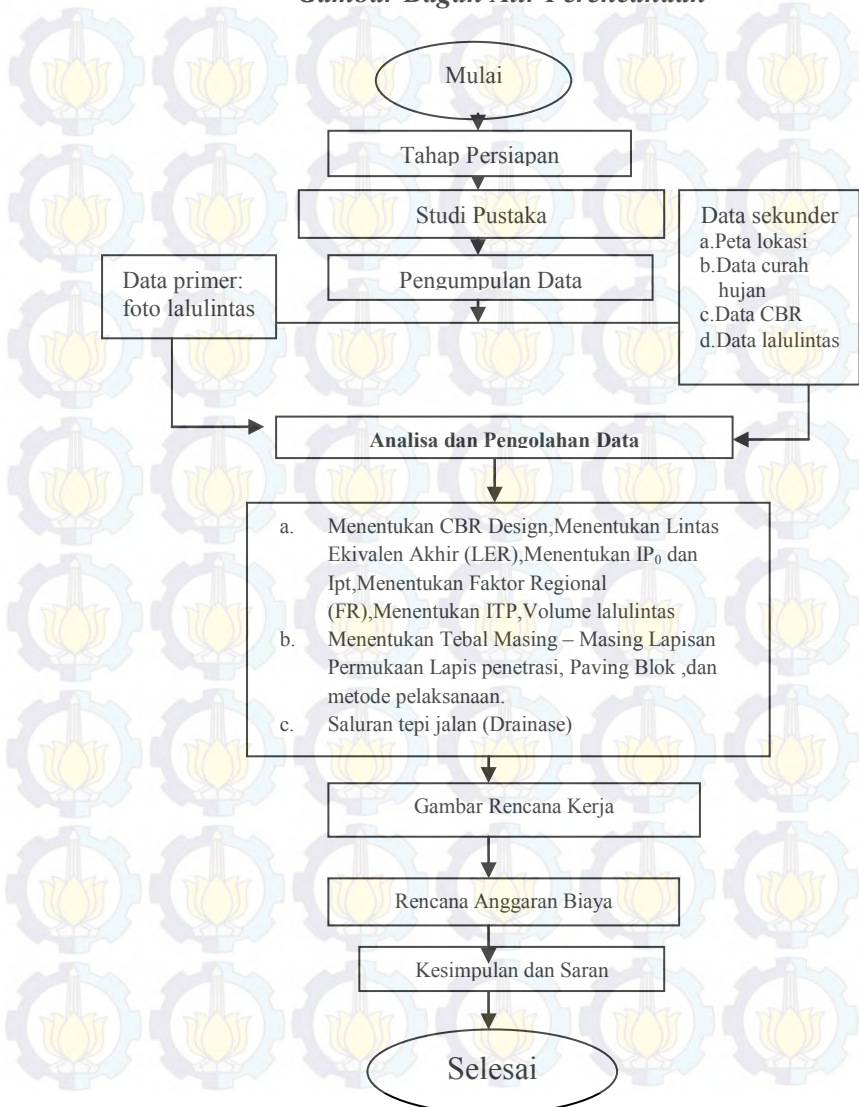 Gambar Bagan Alir Perencanaan
Mulai
Tahap Persiapan
Studi Pustaka
Pengumpulan Data
Data primer:
foto lalulintas
Data sekunder
a.Peta lokasi
b.Data curah
hujan
c.Data CBR
d.Data lalulintas
Analisa dan Pengolahan Data
a. Menentukan CBR Design,Menentukan Lintas
Ekivalen Akhir (LER),Menentukan IP₀ dan
Ipt,Menentukan Faktor Regional
(FR),Menentukan ITP,Volume lalulintas
b. Menentukan Tebal Masing – Masing Lapisan
Permukaan Lapis penetrasi, Paving Blok ,dan
metode pelaksanaan.
c. Saluran tepi jalan (Drainase)
Gambar Rencana Kerja
Rencana Anggaran Biaya
Kesimpulan dan Saran
Selesai